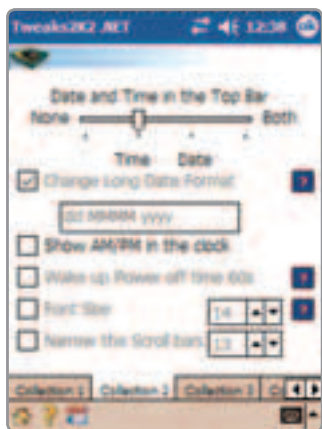 Tweaks2K2 .NET 12:38 ok
Date and Time in the Top Bar
None Both
Time Date
Change Long Date Format ?
dd MMMM yyyy
Show AM/PM in the clock
Wake up Power off time 60s ?
Font Size 14 ?
Narrow the Scroll bars 13
Collection 1 Collection 2 Collection 3 C